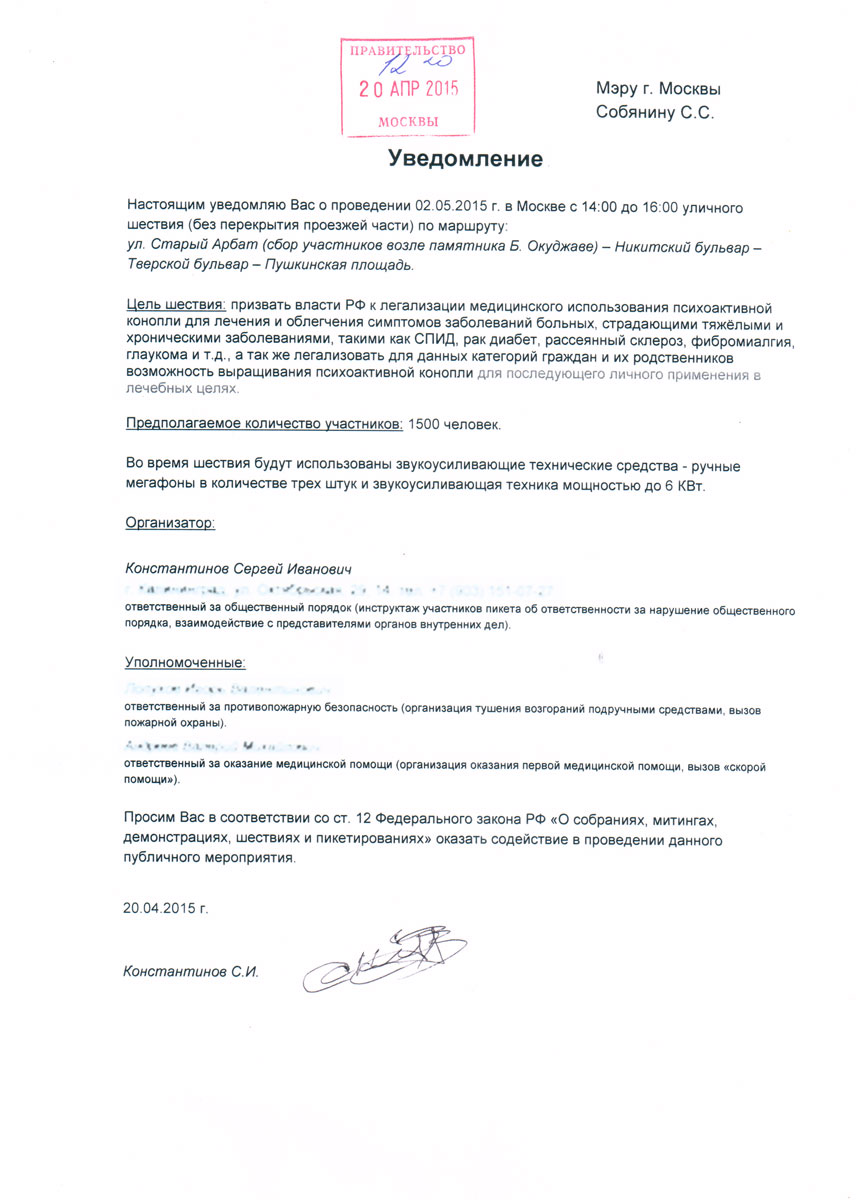 ПРАВИТЕЛЬСТВО
12 20
20 АПР 2015
МОСКВЫ
Мэру г. Москвы
Собянину С.С.
Уведомление
Настоящим уведомляю Вас о проведении 02.05.2015 г. в Москве с 14:00 до 16:00 уличного
шествия (без перекрытия проезжей части) по маршруту:
ул. Старый Арбат (сбор участников возле памятника Б. Окуджаве) – Никитский бульвар –
Тверской бульвар – Пушкинская площадь.
Цель шествия: призвать власти РФ к легализации медицинского использования психоактивной
конопли для лечения и облегчения симптомов заболеваний больных, страдающими тяжёлыми и
хроническими заболеваниями, такими как СПИД, рак диабет, рассеянный склероз, фибромиалгия,
глаукома и т.д., а так же легализовать для данных категорий граждан и их родственников
возможность выращивания психоактивной конопли для последующего личного применения в
лечебных целях.
Предполагаемое количество участников: 1500 человек.
Во время шествия будут использованы звукоусиливающие технические средства - ручные
мегафоны в количестве трех штук и звукоусиливающая техника мощностью до 6 КВт.
Организатор:
Константинов Сергей Иванович
ответственный за общественный порядок (инструктаж участников пикета об ответственности за нарушение общественного
порядка, взаимодействие с представителями органов внутренних дел).
Уполномоченные:
ответственный за противопожарную безопасность (организация тушения возгораний подручными средствами, вызов
пожарной охраны).
ответственный за оказание медицинской помощи (организация оказания первой медицинской помощи, вызов «скорой
помощи»).
Просим Вас в соответствии со ст. 12 Федерального закона РФ «О собраниях, митингах,
демонстрациях, шествиях и пикетированиях» оказать содействие в проведении данного
публичного мероприятия.
20.04.2015 г.
Константинов С.И.